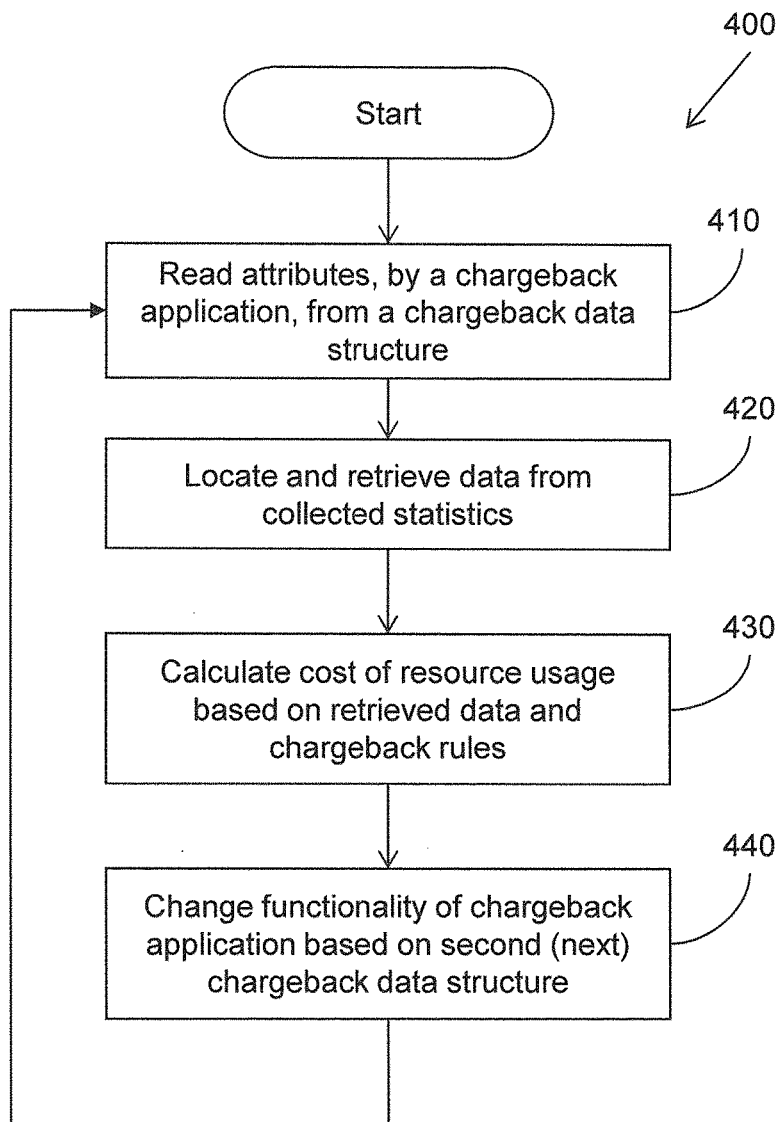 400
Start
410
Read attributes, by a chargeback
application, from a chargeback data
structure
420
Locate and retrieve data from
collected statistics
430
Calculate cost of resource usage
based on retrieved data and
chargeback rules
440
Change functionality of chargeback
application based on second (next)
chargeback data structure